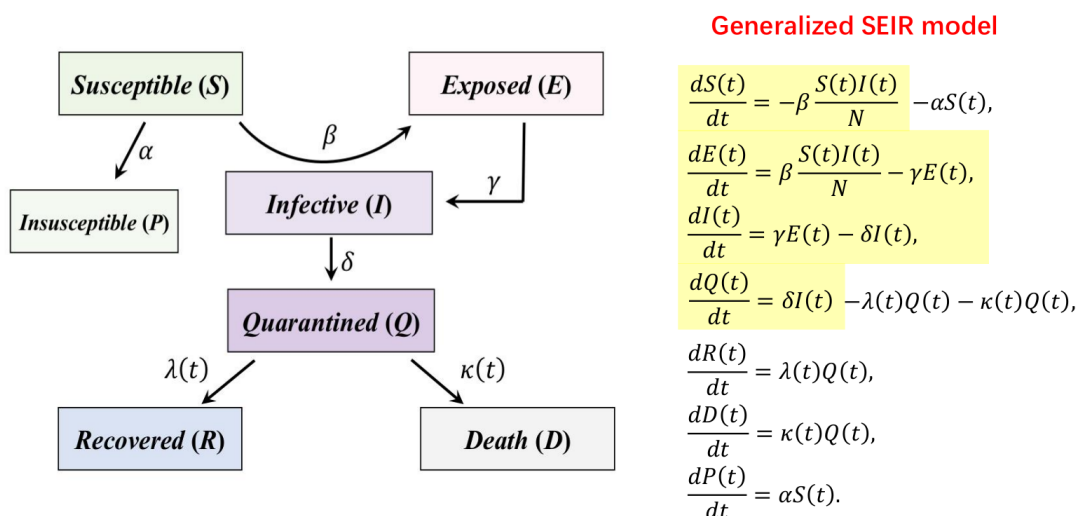 Generalized SEIR model
Susceptible (S)
Exposed (E)
α
β
γ
Insusceptible (P)
Infective (I)
δ
Quarantined (Q)
λ(t)
κ(t)
Recovered (R)
Death (D)
dS(t)/dt = −β S(t)I(t)/N −αS(t),
dE(t)/dt = β S(t)I(t)/N − γE(t),
dI(t)/dt = γE(t) − δI(t),
dQ(t)/dt = δI(t) −λ(t)Q(t) − κ(t)Q(t),
dR(t)/dt = λ(t)Q(t),
dD(t)/dt = κ(t)Q(t),
dP(t)/dt = αS(t).